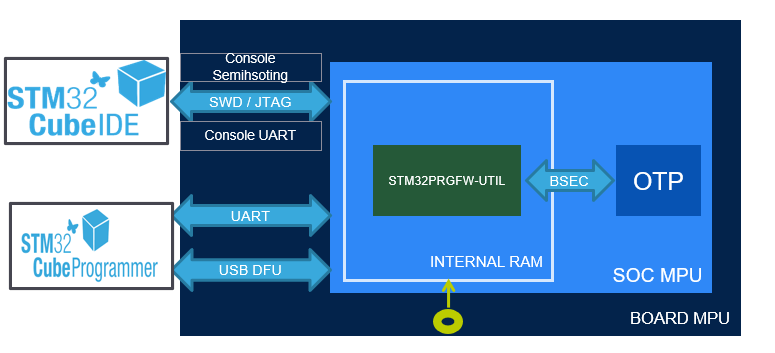 Console
Semihsoting
STM32
CubeIDE
SWD / JTAG
Console UART
STM32PRGFW-UTIL
BSEC
OTP
STM32
CubeProgrammer
UART
USB DFU
INTERNAL RAM
SOC MPU
BOARD MPU